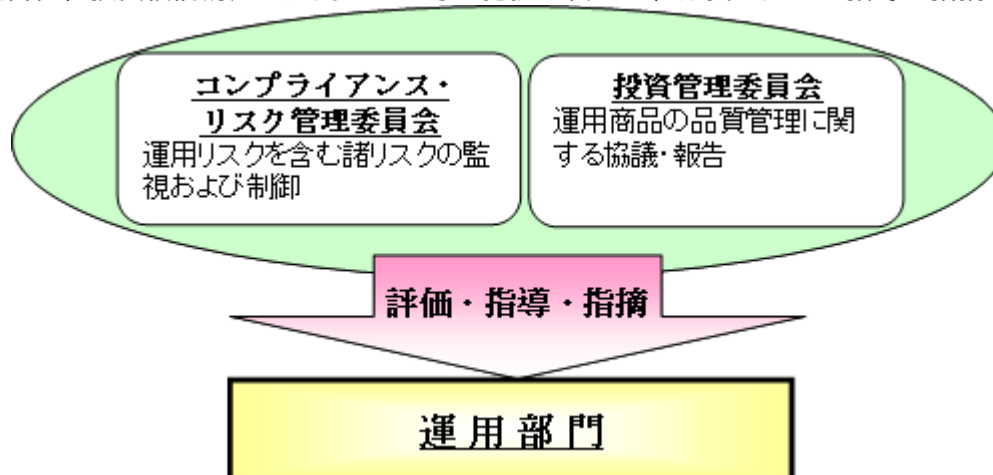 コンプライアンス・
リスク管理委員会
運用リスクを含む諸リスクの監
視および制御
投資管理委員会
運用商品の品質管理に関
する協議・報告
評価・指導・指摘
運用部門